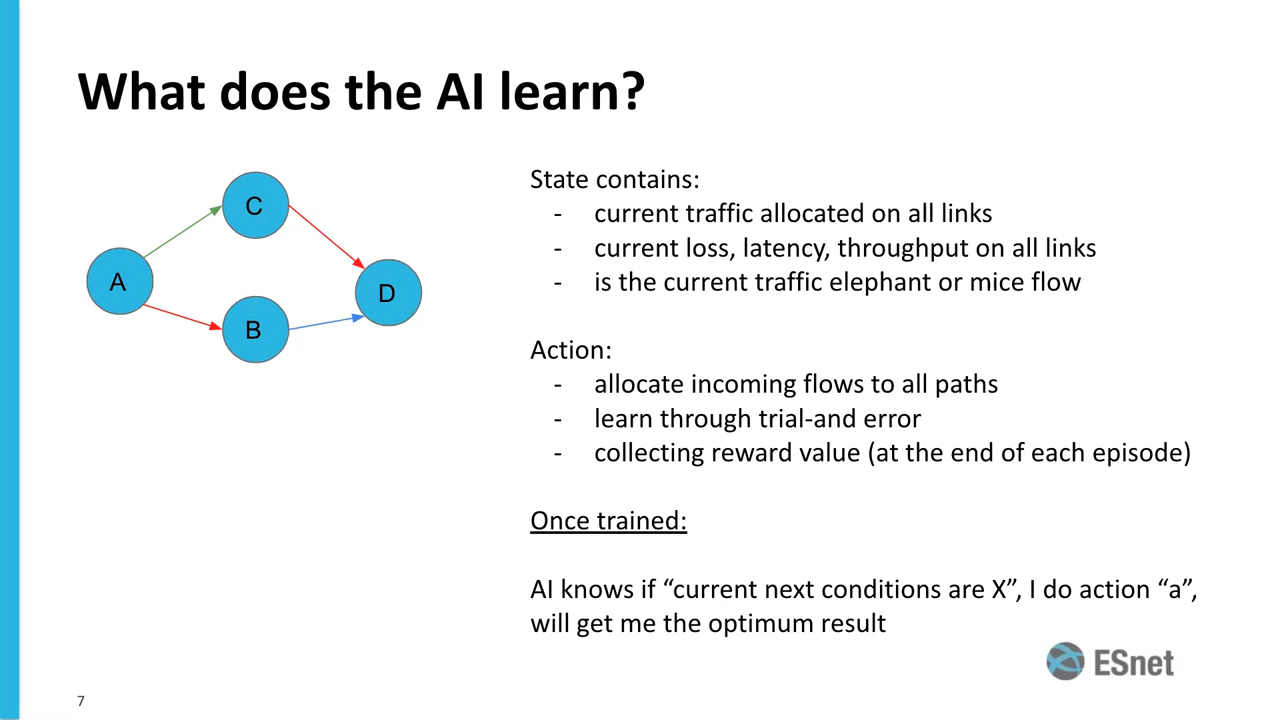 What does the AI learn?
C
A
D
B
State contains:
- current traffic allocated on all links
- current loss, latency, throughput on all links
- is the current traffic elephant or mice flow
Action:
- allocate incoming flows to all paths
- learn through trial-and error
- collecting reward value (at the end of each episode)
Once trained:
AI knows if “current next conditions are X”, I do action “a”,
will get me the optimum result
ESnet
7